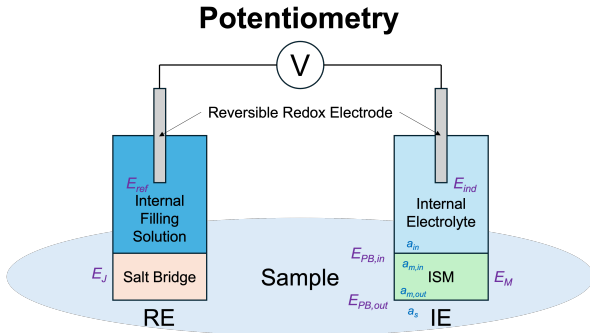 Potentiometry
V
Reversible Redox Electrode
E_ref
Internal
Filling
Solution
E_ind
Internal
Electrolyte
a_in
E_PB,in
a_m,in
E_J
Salt Bridge
Sample
ISM
E_M
a_m,out
E_PB,out
a_s
RE
IE